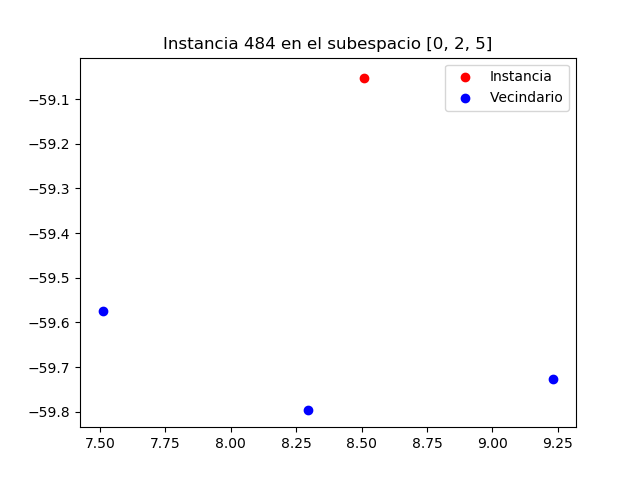 Instancia 484 en el subespacio [0, 2, 5]
Instancia
Vecindario
−59.1
−59.2
−59.3
−59.4
−59.5
−59.6
−59.7
−59.8
7.50 7.75 8.00 8.25 8.50 8.75 9.00 9.25